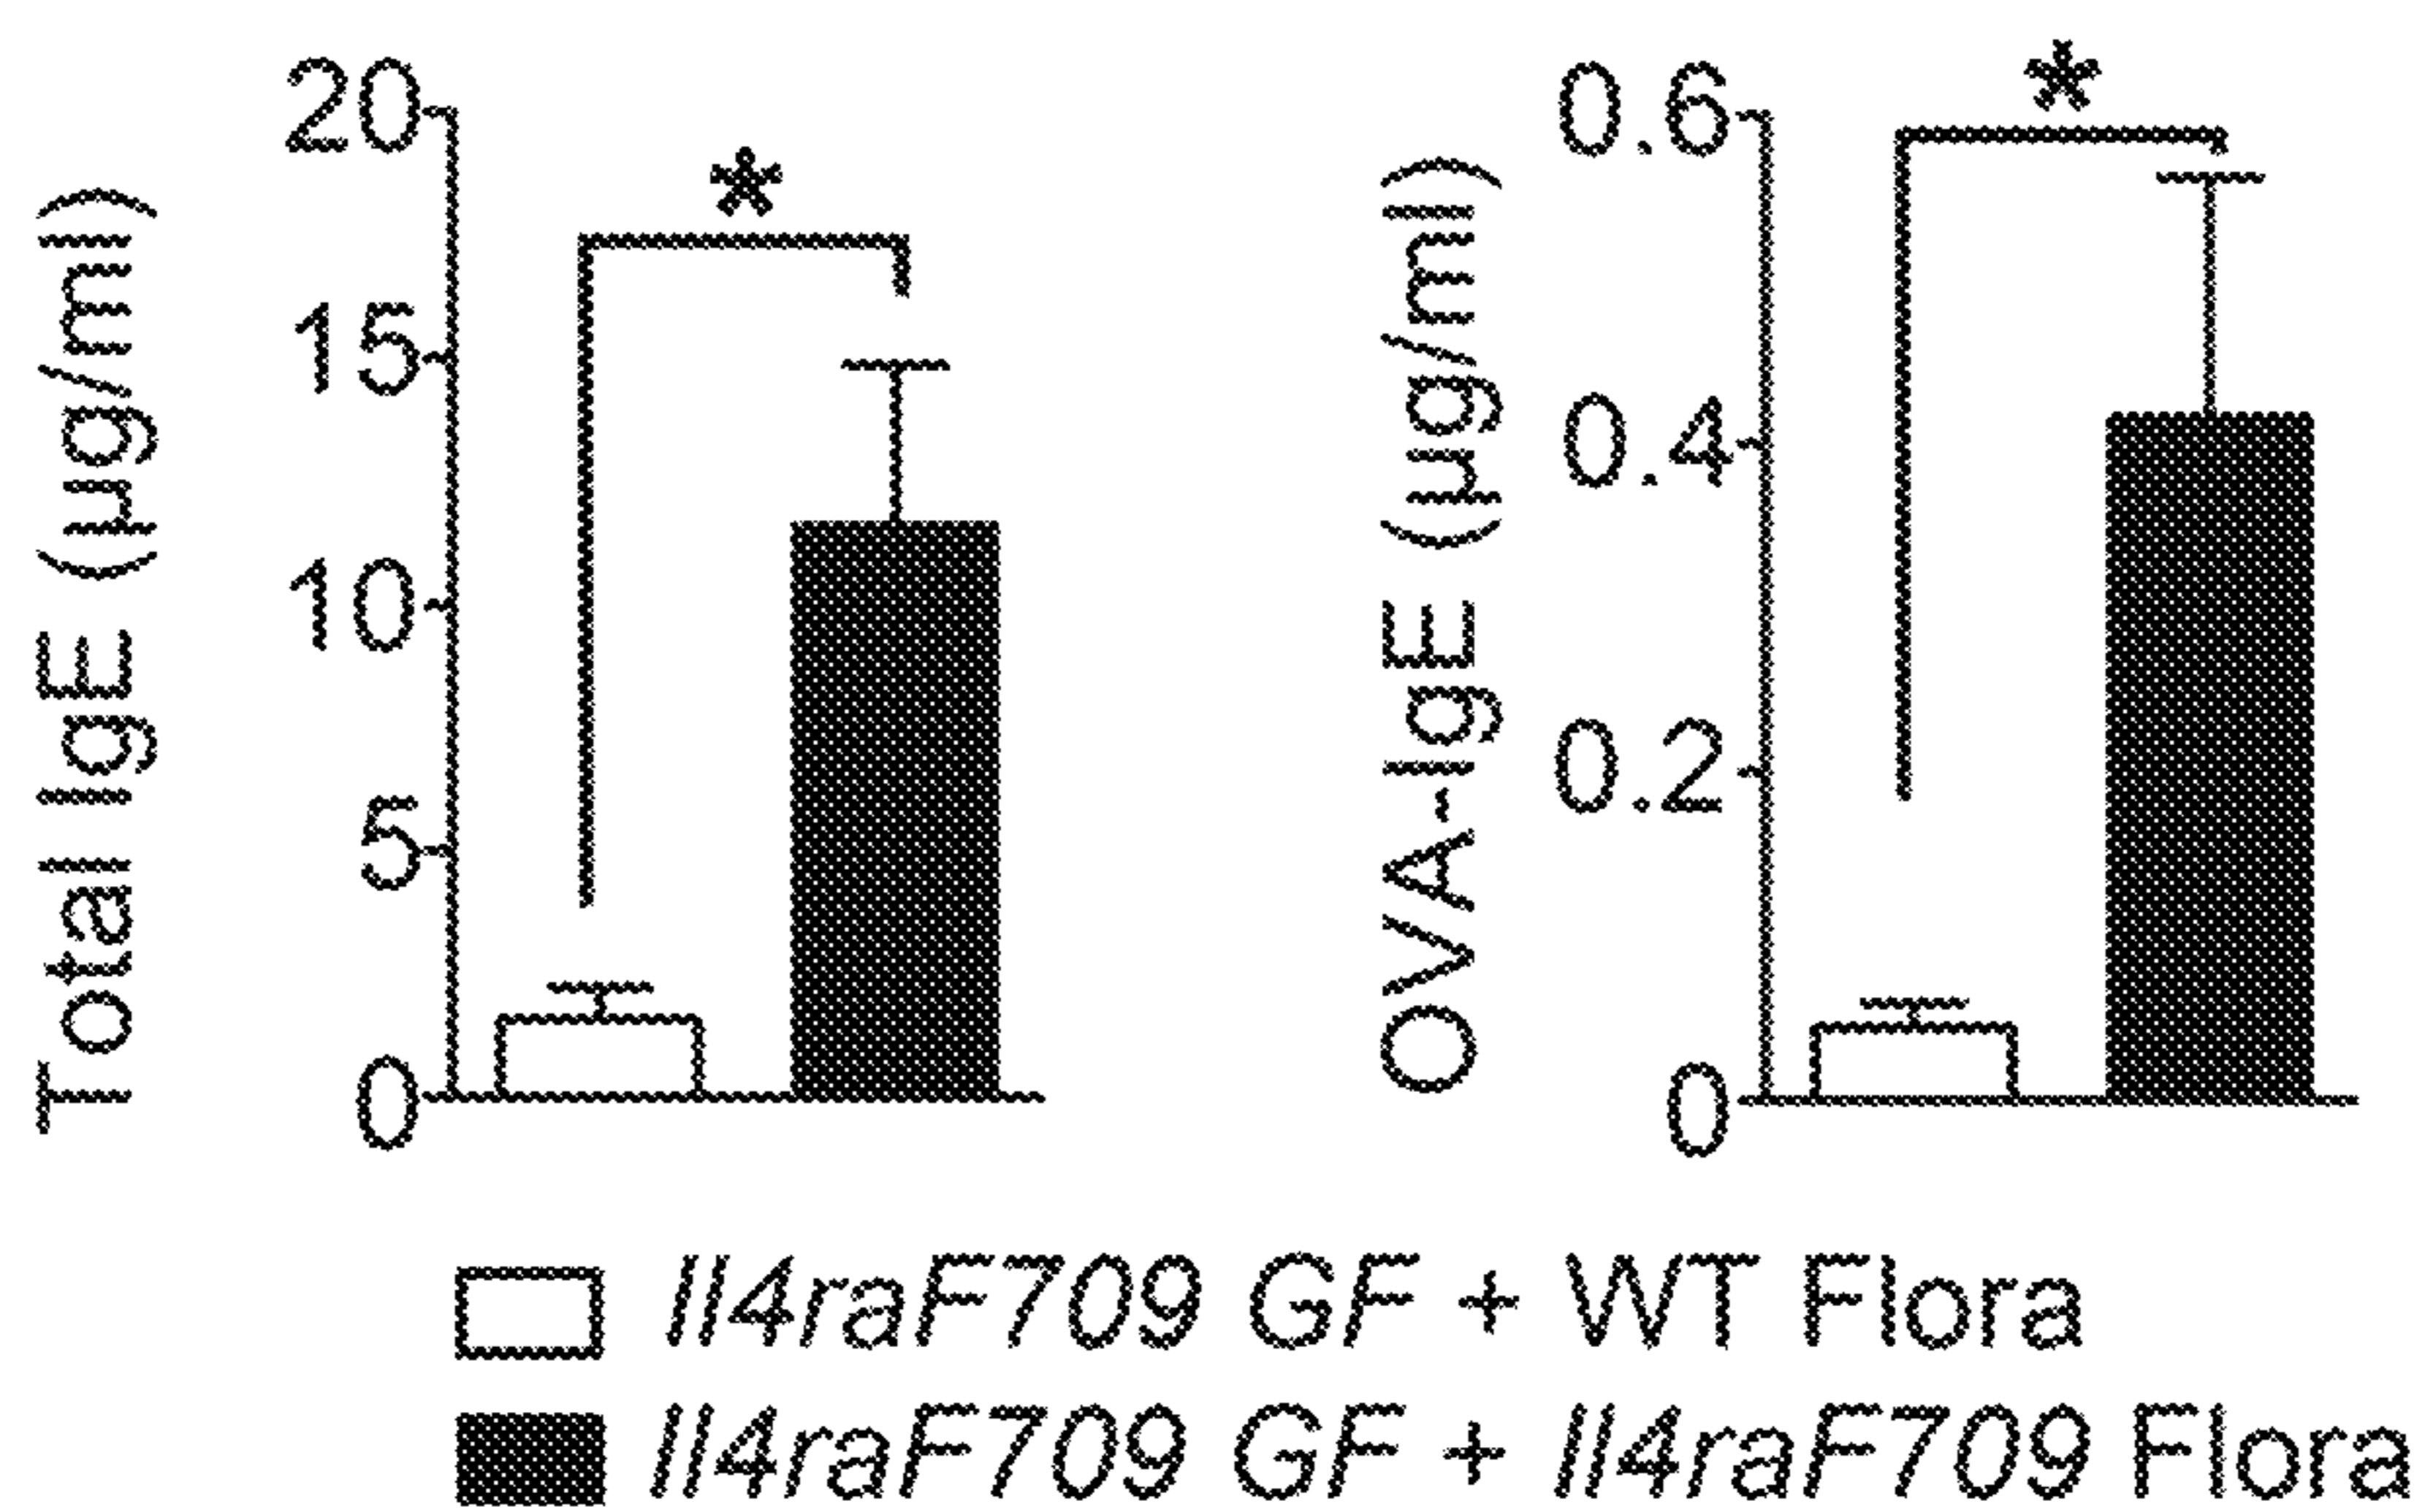 Total IgE (µg/ml)
20
15
10
5
0
*
OVA-IgE (µg/ml)
0.6
0.4
0.2
0
*
Il4raF709 GF + WT Flora
Il4raF709 GF + Il4raF709 Flora